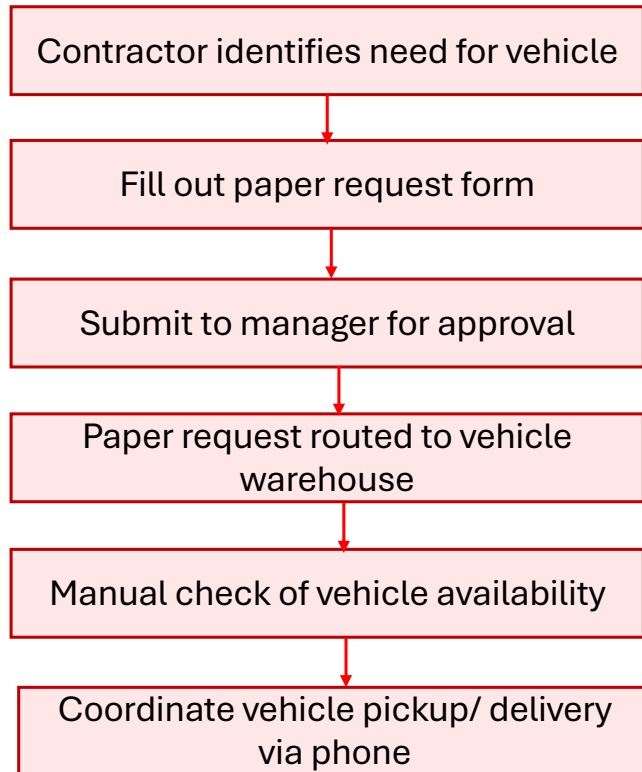 Contractor identifies need for vehicle
Fill out paper request form
Submit to manager for approval
Paper request routed to vehicle
warehouse
Manual check of vehicle availability
Coordinate vehicle pickup/ delivery
via phone